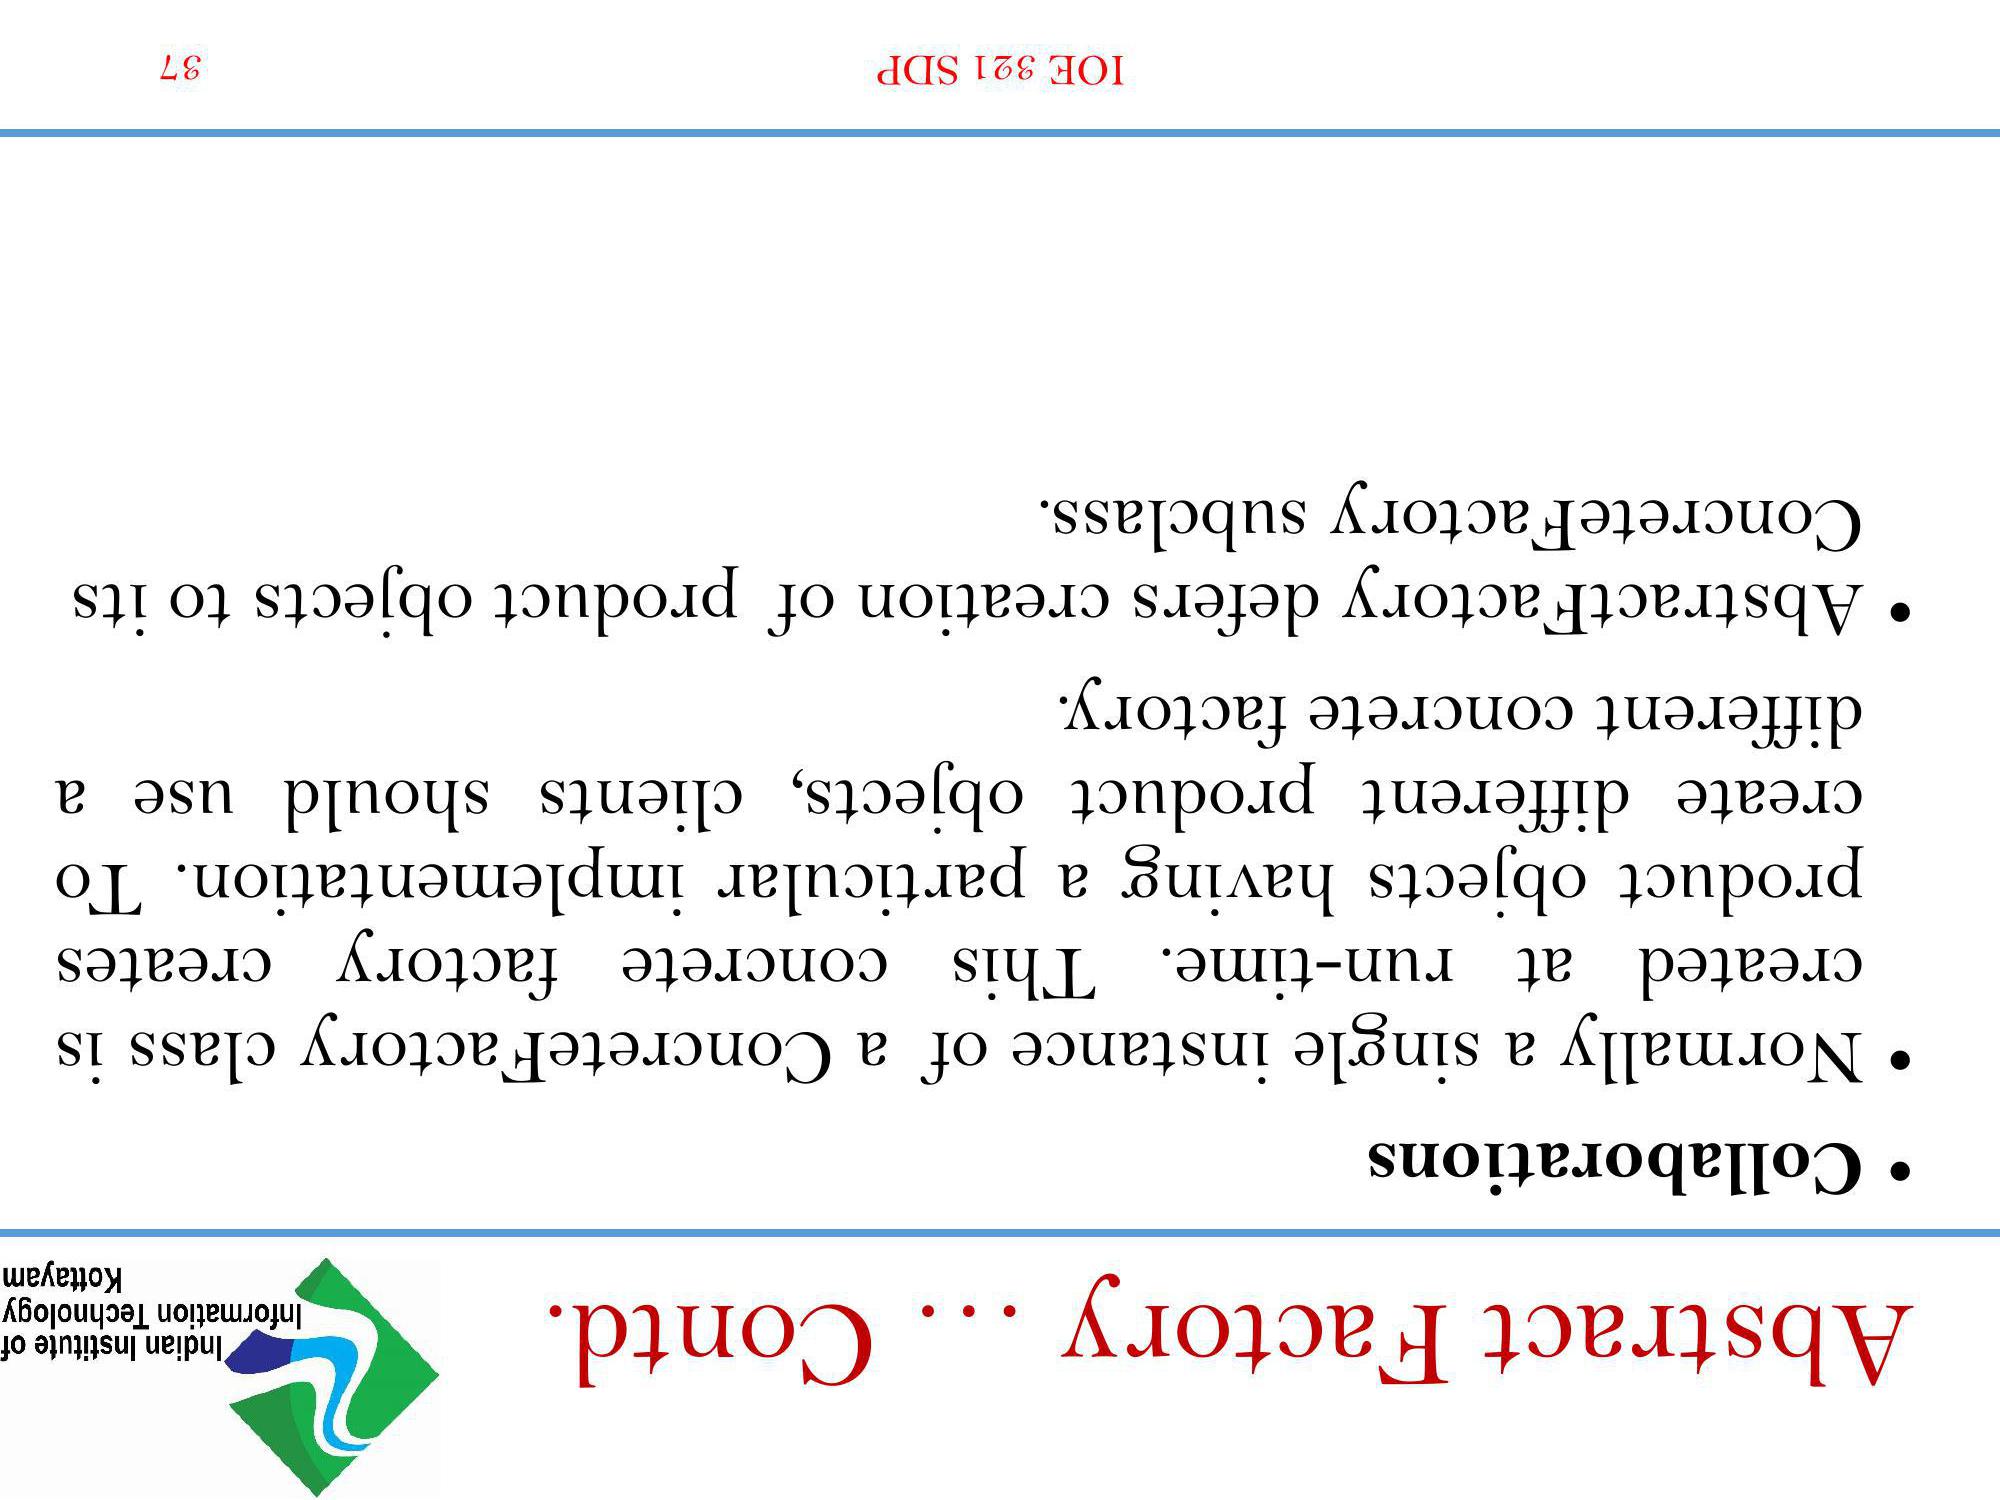 Abstract Factory … Contd.
Indian Institute of
Information Technology
Kottayam
• Collaborations
• Normally a single instance of a ConcreteFactory class is
created at run-time. This concrete factory creates
product objects having a particular implementation. To
create different product objects, clients should use a
different concrete factory.
• AbstractFactory defers creation of product objects to its
ConcreteFactory subclass.
IOE 321 SDP
37